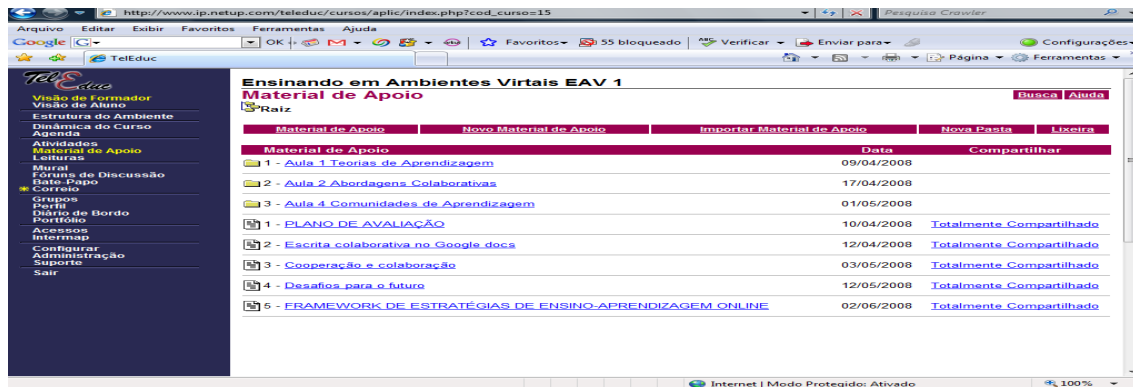 http://www.ip.netup.com/teleduc/cursos/aplic/index.php?cod_curso=15
Pesquisa Crawler
Arquivo Editar Exibir Favoritos Ferramentas Ajuda
Google G OK Favoritos 55 bloqueado Verificar Enviar para Configurações
TelEduc Página Ferramentas
TelEduc
Visão de Formador
Visão de Aluno
Estrutura do Ambiente
Dinâmica do Curso
Agenda
Atividades
Material de Apoio
Leituras
Mural
Fóruns de Discussão
Bate-Papo
Correio
Grupos
Perfil
Diário de Bordo
Portfólio
Acessos
Intermap
Configurar
Administração
Suporte
Sair
Ensinando em Ambientes Virtais EAV 1
Material de Apoio
Busca Ajuda
Raiz
Material de Apoio Novo Material de Apoio Importar Material de Apoio Nova Pasta Lixeira
Material de Apoio Data Compartilhar
1 - Aula 1 Teorias de Aprendizagem 09/04/2008
2 - Aula 2 Abordagens Colaborativas 17/04/2008
3 - Aula 4 Comunidades de Aprendizagem 01/05/2008
1 - PLANO DE AVALIAÇÃO 10/04/2008 Totalmente Compartilhado
2 - Escrita colaborativa no Google docs 12/04/2008 Totalmente Compartilhado
3 - Cooperação e colaboração 03/05/2008 Totalmente Compartilhado
4 - Desafios para o futuro 12/05/2008 Totalmente Compartilhado
5 - FRAMEWORK DE ESTRATÉGIAS DE ENSINO-APRENDIZAGEM ONLINE 02/06/2008 Totalmente Compartilhado
Internet | Modo Protegido: Ativado 100%